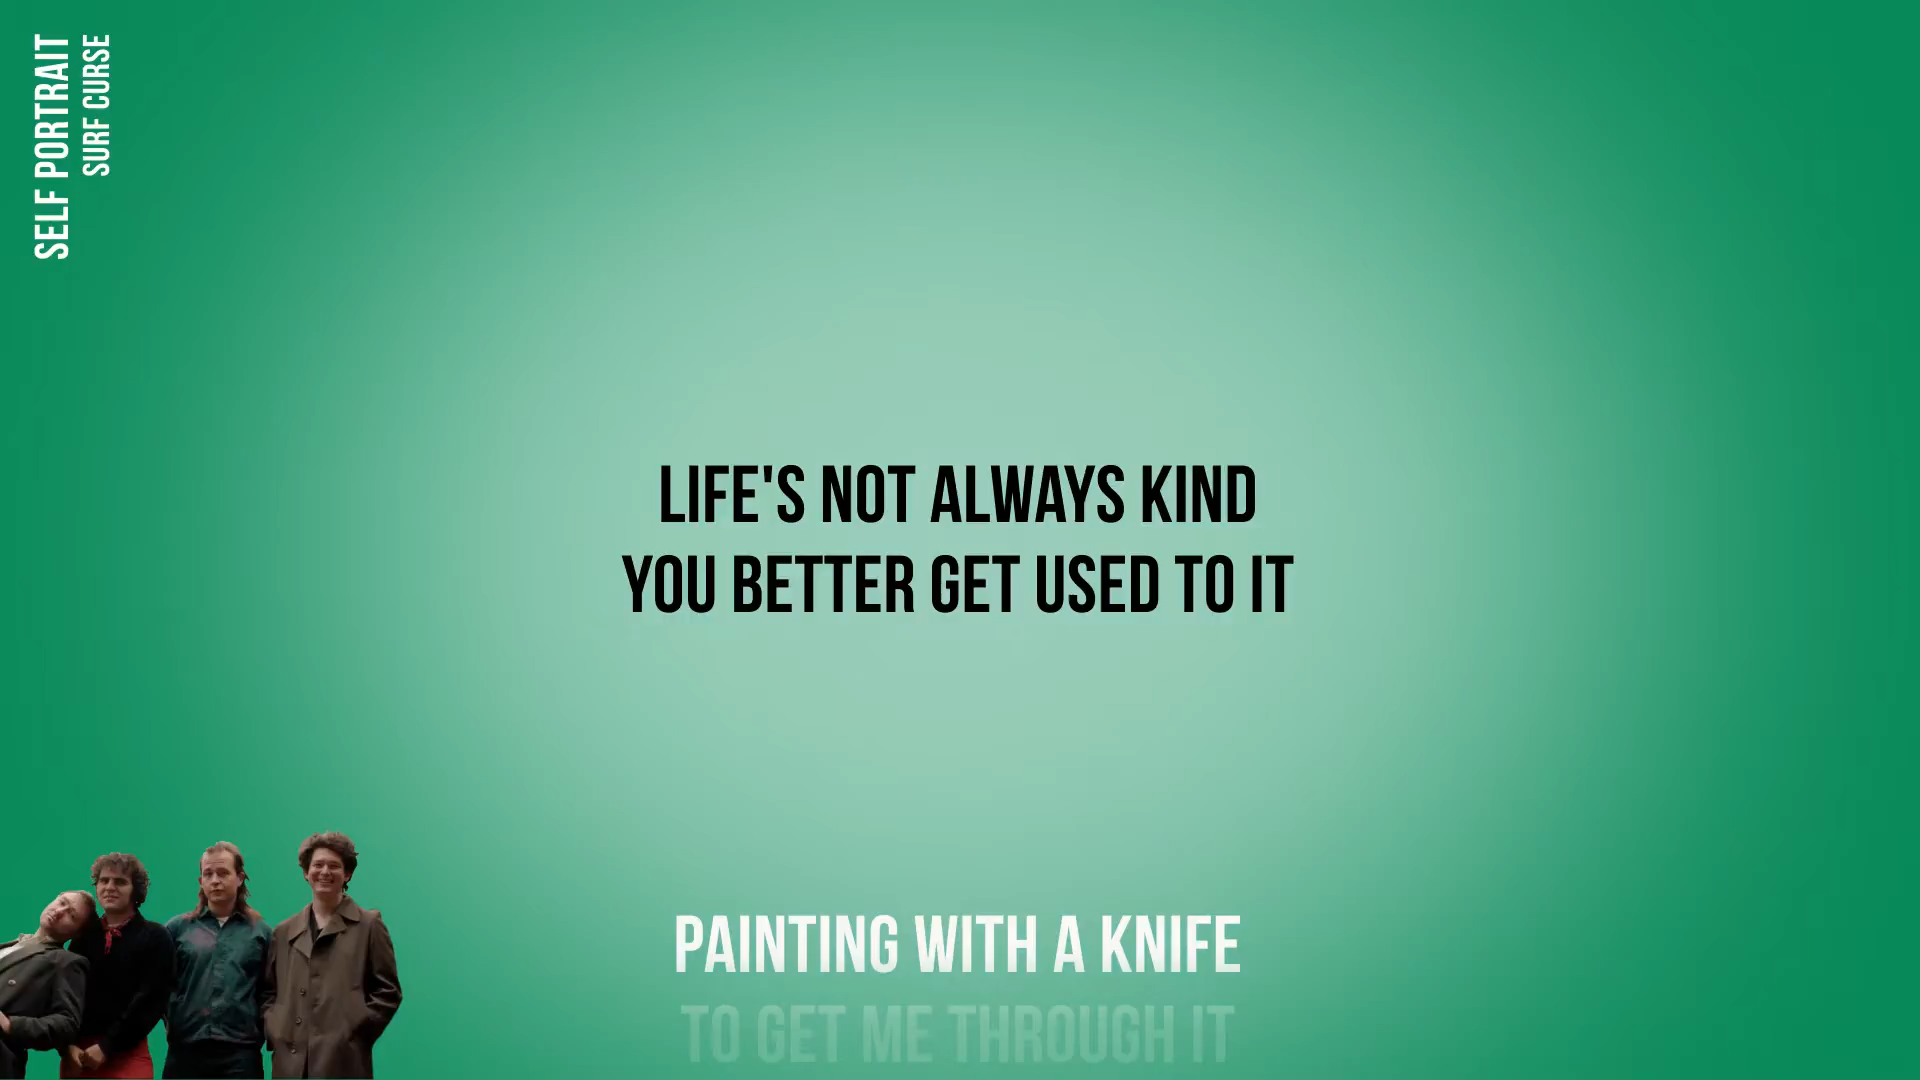 SELF PORTRAIT
SURF CURSE
LIFE'S NOT ALWAYS KIND
YOU BETTER GET USED TO IT
PAINTING WITH A KNIFE
TO GET ME THROUGH IT